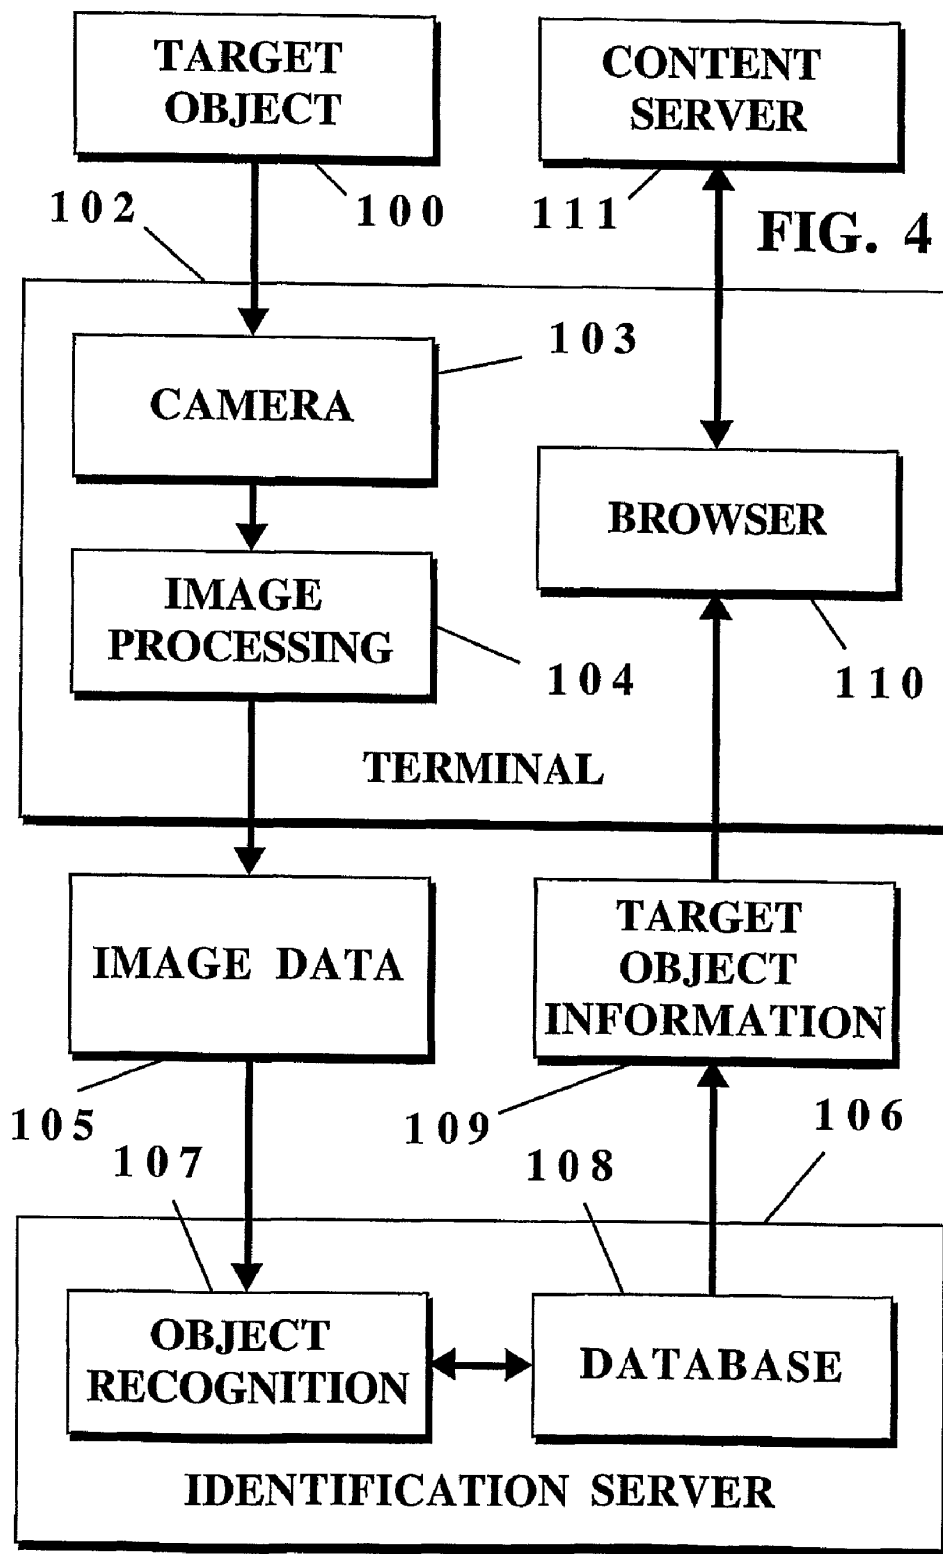 TARGET
OBJECT
CONTENT
SERVER
102
100
111
FIG. 4
103
CAMERA
BROWSER
IMAGE
PROCESSING
104
110
TERMINAL
IMAGE DATA
TARGET
OBJECT
INFORMATION
105
109
106
107
108
OBJECT
RECOGNITION
DATABASE
IDENTIFICATION SERVER